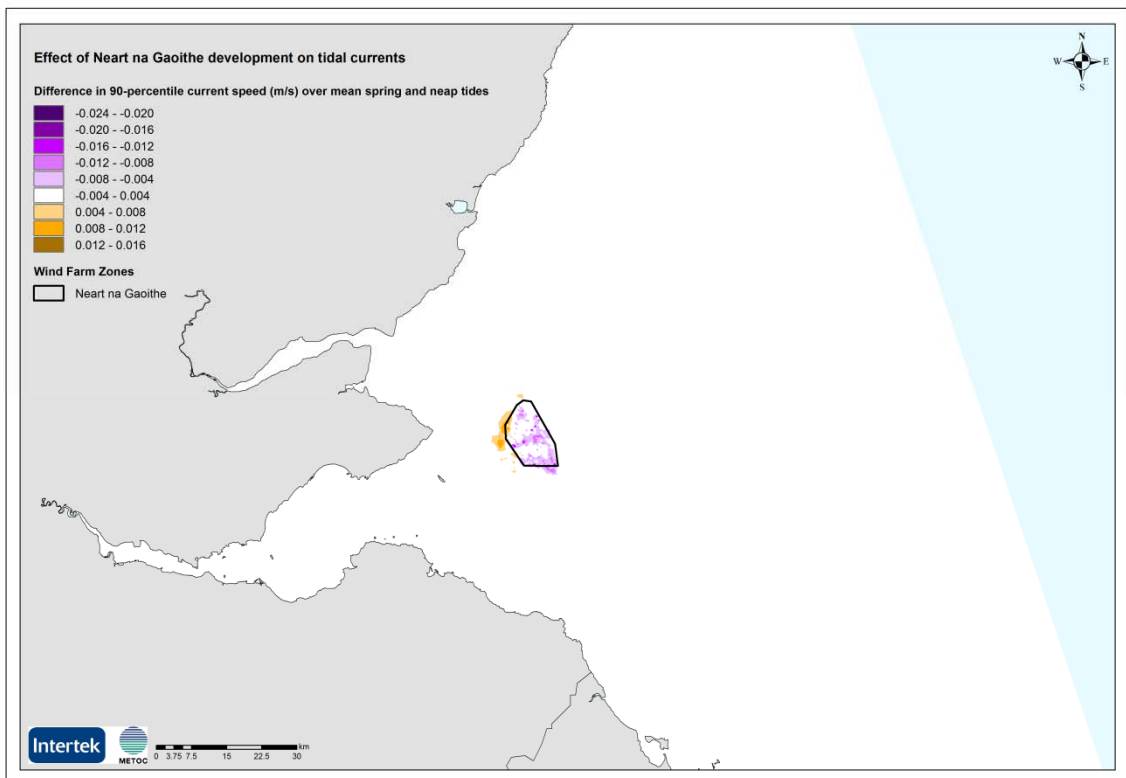 Effect of Neart na Gaoithe development on tidal currents
Difference in 90-percentile current speed (m/s) over mean spring and neap tides
-0.024 - -0.020
-0.020 - -0.016
-0.016 - -0.012
-0.012 - -0.008
-0.008 - -0.004
-0.004 - 0.004
0.004 - 0.008
0.008 - 0.012
0.012 - 0.016
Wind Farm Zones
Neart na Gaoithe
N
W E
S
Intertek
METOC
km
0 3.75 7.5 15 22.5 30